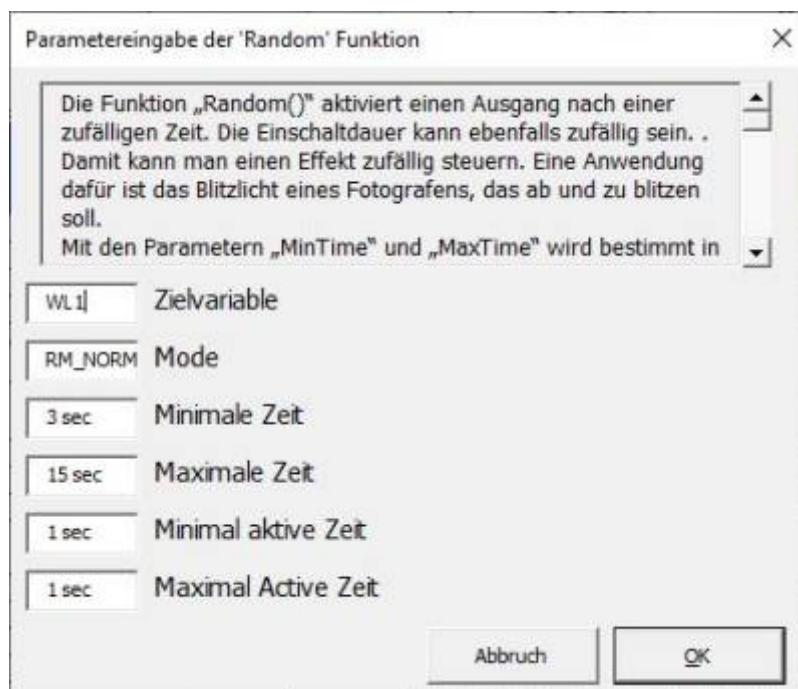 Parametereingabe der 'Random' Funktion
Die Funktion „Random()“ aktiviert einen Ausgang nach einer
zufälligen Zeit. Die Einschaltdauer kann ebenfalls zufällig sein. .
Damit kann man einen Effekt zufällig steuern. Eine Anwendung
dafür ist das Blitzlicht eines Fotografens, das ab und zu blitzen
soll.
Mit den Parametern „MinTime“ und „MaxTime“ wird bestimmt in
WL1 Zielvariable
RM_NORM Mode
3 sec Minimale Zeit
15 sec Maximale Zeit
1 sec Minimal aktive Zeit
1 sec Maximal Active Zeit
Abbruch OK